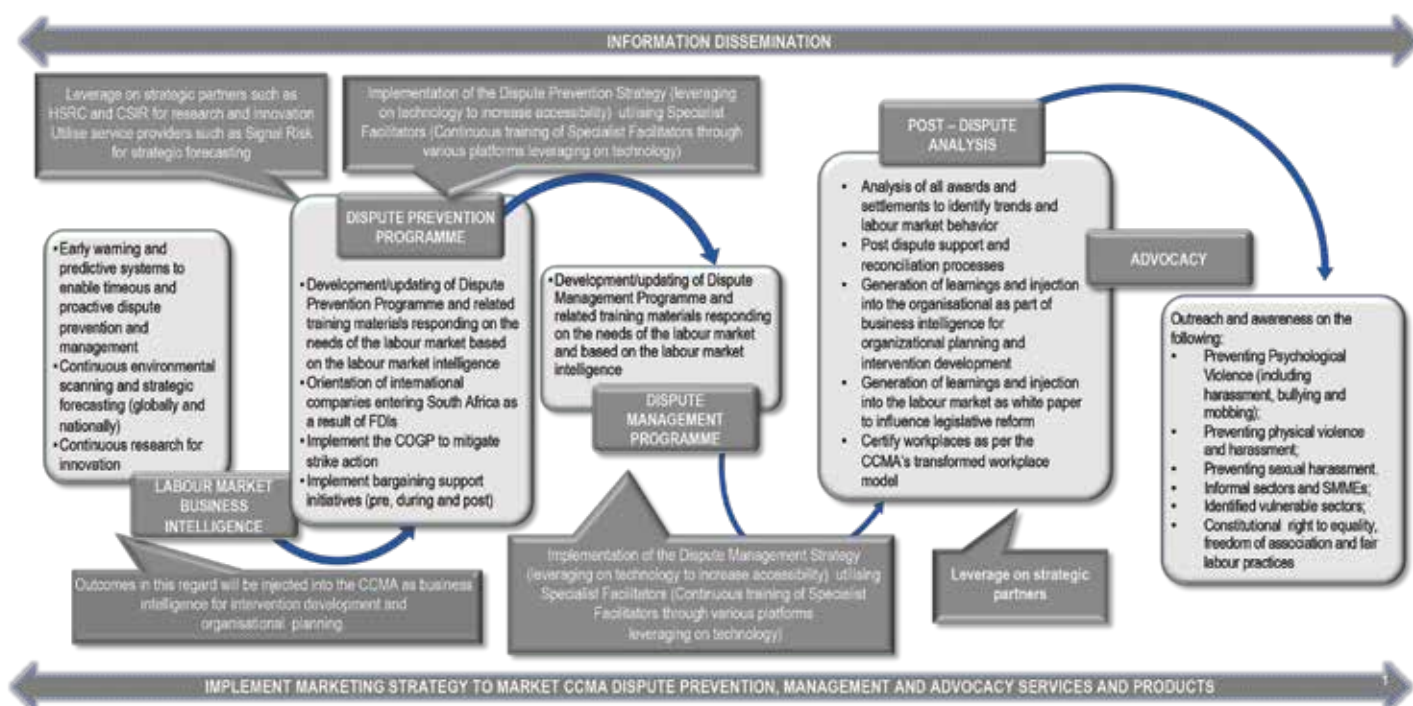 INFORMATION DISSEMINATION
Leverage on strategic partners such as
HSRC and CSIR for research and innovation
Utilise service providers such as Signal Risk
for strategic forecasting
Implementation of the Dispute Prevention Strategy (leveraging
on technology to increase accessibility) utilising Specialist
Facilitators (Continuous training of Specialist Facilitators through
various platforms leveraging on technology)
•Early warning and
predictive systems to
enable timeous and
proactive dispute
prevention and
management
•Continuous environmental
scanning and strategic
forecasting (globally and
nationally)
•Continuous research for
innovation
LABOUR MARKET
BUSINESS
INTELLIGENCE
Outcomes in this regard will be injected into the CCMA as business
intelligence for intervention development and
organisational planning
DISPUTE PREVENTION
PROGRAMME
•Development/updating of Dispute
Prevention Programme and related
training materials responding on the
needs of the labour market based
on the labour market intelligence
•Orientation of international
companies entering South Africa as
a result of FDIs
•Implement the COGP to mitigate
strike action
•Implement bargaining support
initiatives (pre, during and post)
•Development/updating of Dispute
Management Programme and
related training materials responding
on the needs of the labour market
and based on the labour market
intelligence
DISPUTE
MANAGEMENT
PROGRAMME
Implementation of the Dispute Management Strategy
(leveraging on technology to increase accessibility) utilising
Specialist Facilitators (Continuous training of Specialist
Facilitators through various platforms
leveraging on technology)
POST – DISPUTE
ANALYSIS
• Analysis of all awards and
settlements to identify trends and
labour market behavior
• Post dispute support and
reconciliation processes
• Generation of learnings and injection
into the organisational as part of
business intelligence for
organizational planning and
intervention development
• Generation of learnings and injection
into the labour market as white paper
to influence legislative reform
• Certify workplaces as per the
CCMA's transformed workplace
model
Leverage on strategic
partners
ADVOCACY
Outreach and awareness on the
following:
• Preventing Psychological
Violence (including
harassment, bullying and
mobbing);
• Preventing physical violence
and harassment;
• Preventing sexual harassment.
• Informal sectors and SMMEs;
• Identified vulnerable sectors;
• Constitutional right to equality,
freedom of association and fair
labour practices
IMPLEMENT MARKETING STRATEGY TO MARKET CCMA DISPUTE PREVENTION, MANAGEMENT AND ADVOCACY SERVICES AND PRODUCTS
1